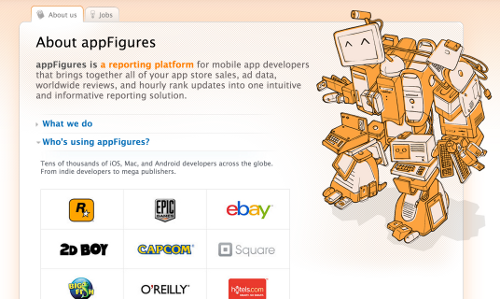 About us
Jobs
About appFigures
appFigures is a reporting platform for mobile app developers
that brings together all of your app store sales, ad data,
worldwide reviews, and hourly rank updates into one intuitive
and informative reporting solution.
What we do
Who's using appFigures?
Tens of thousands of iOS, Mac, and Android developers across the globe.
From indie developers to mega publishers.
R
EPIC
GAMES
ebay
2D BOY
CAPCOM
Square
BIG FISH
O'REILLY
hotels.com